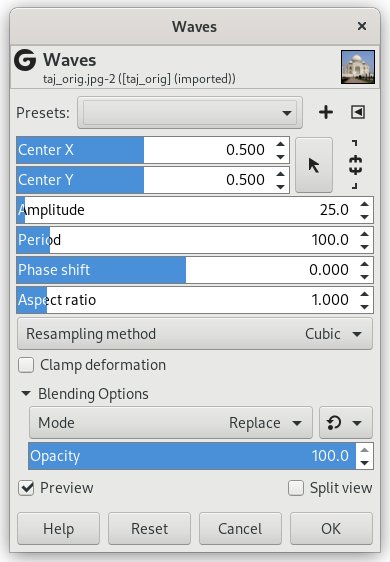 Waves
Waves
taj_orig.jpg-2 ([taj_orig] (imported))
Presets:
Center X 0.500
Center Y 0.500
Amplitude 25.0
Period 100.0
Phase shift 0.000
Aspect ratio 1.000
Resampling method Cubic
Clamp deformation
Blending Options
Mode Replace
Opacity 100.0
Preview Split view
Help Reset Cancel OK